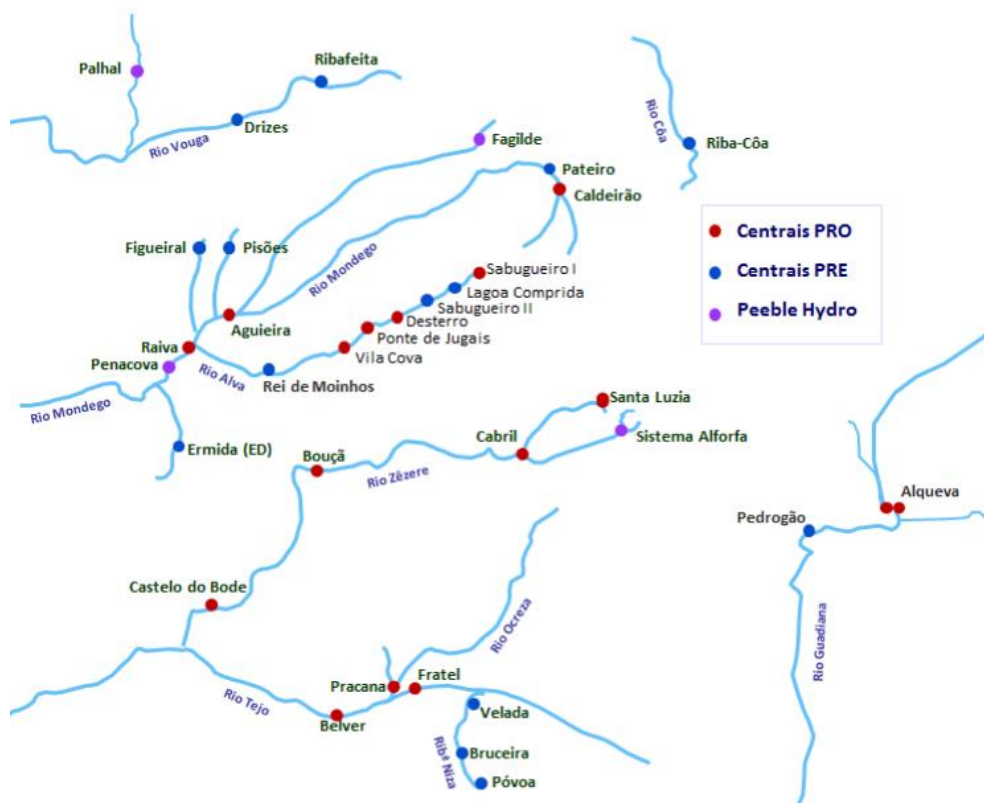 Ribafeita
Palhal
Drizes
Rio Vouga
Rio Côa
Riba-Côa
Fagilde
Pateiro
Caldeirão
Centrais PRO
Centrais PRE
Peeble Hydro
Figueiral
Pisões
Rio Mondego
Sabugueiro I
Lagoa Comprida
Sabugueiro II
Desterro
Ponte de Jugais
Vila Cova
Aguieira
Raiva
Penacova
Rio Alva
Rei de Moinhos
Rio Mondego
Ermida (ED)
Santa Luzia
Sistema Alforfa
Cabril
Bouçã
Rio Zêzere
Alqueva
Pedrogão
Rio Guadiana
Castelo do Bode
Rio Ocreza
Pracana
Fratel
Rio Tejo
Belver
Velada
Ribª Niza
Bruceira
Póvoa